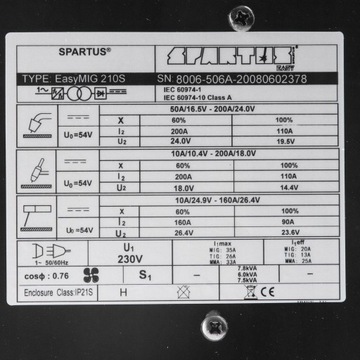 SPARTUS® SPARTUS
EASY
TYPE: EasyMIG 210S SN: 8006-506A-20080602378
1~ IEC 60974-1
IEC 60974-10 Class A
50A/16.5V - 200A/24.0V
X 60% 100%
U₀=54V I₂ 200A 110A
U₂ 24.0V 19.5V
10A/10.4V - 200A/18.0V
X 60% 100%
U₀=54V I₂ 200A 110A
U₂ 18.0V 14.4V
10A/24.9V - 160A/26.4V
X 60% 100%
U₀=54V I₂ 160A 90A
U₂ 26.4V 23.6V
U₁ I₁max I₁eff
230V MIG: 35A MIG: 20A
TIG: 26A TIG: 13A
1~ 50/60Hz MMA: 33A MMA: 25A
cosφ: 0.76 S₁ – 7.8kVA –
6.0kVA
7.5kVA
Enclosure Class:IP21S H CE